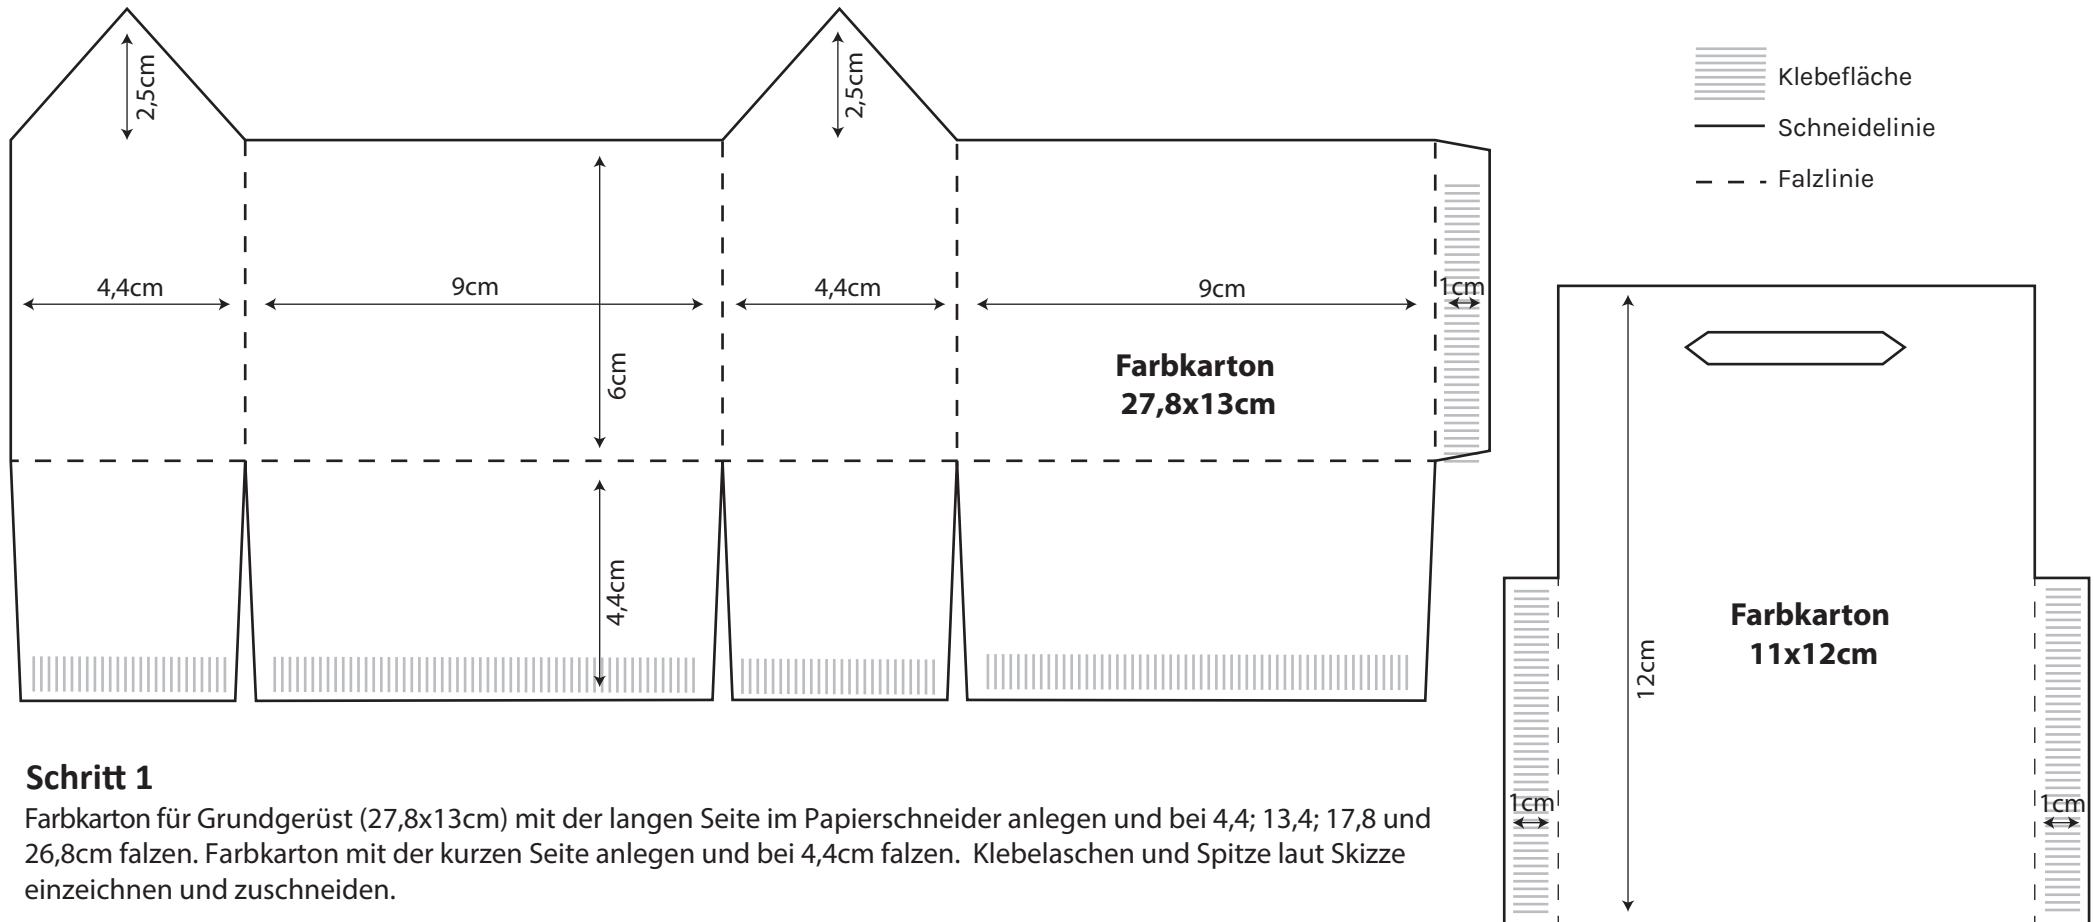 2,5cm
2,5cm
Klebefläche
Schneidelinie
Falzlinie
4,4cm
9cm
4,4cm
9cm
1cm
6cm
Farbkarton
27,8x13cm
4,4cm
Farbkarton
11x12cm
12cm
1cm
1cm
Schritt 1
Farbkarton für Grundgerüst (27,8x13cm) mit der langen Seite im Papierschneider anlegen und bei 4,4; 13,4; 17,8 und
26,8cm falzen. Farbkarton mit der kurzen Seite anlegen und bei 4,4cm falzen.  Klebelaschen und Spitze laut Skizze
einzeichnen und zuschneiden.